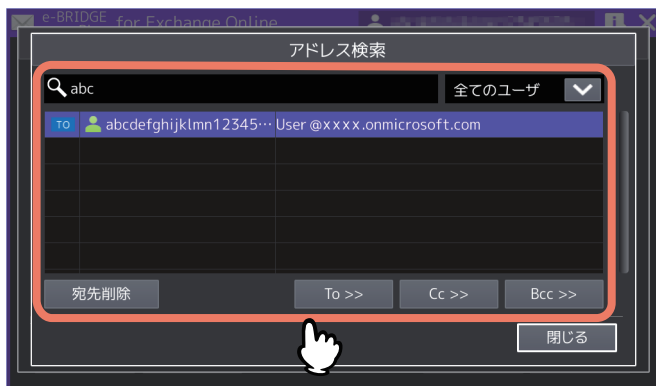 e-BRIDGE
for Exchange Online
アドレス検索
abc
全てのユーザ
TO abcdefghijklmn12345… User@xxxx.onmicrosoft.com
宛先削除 To >> Cc >> Bcc >>
閉じる